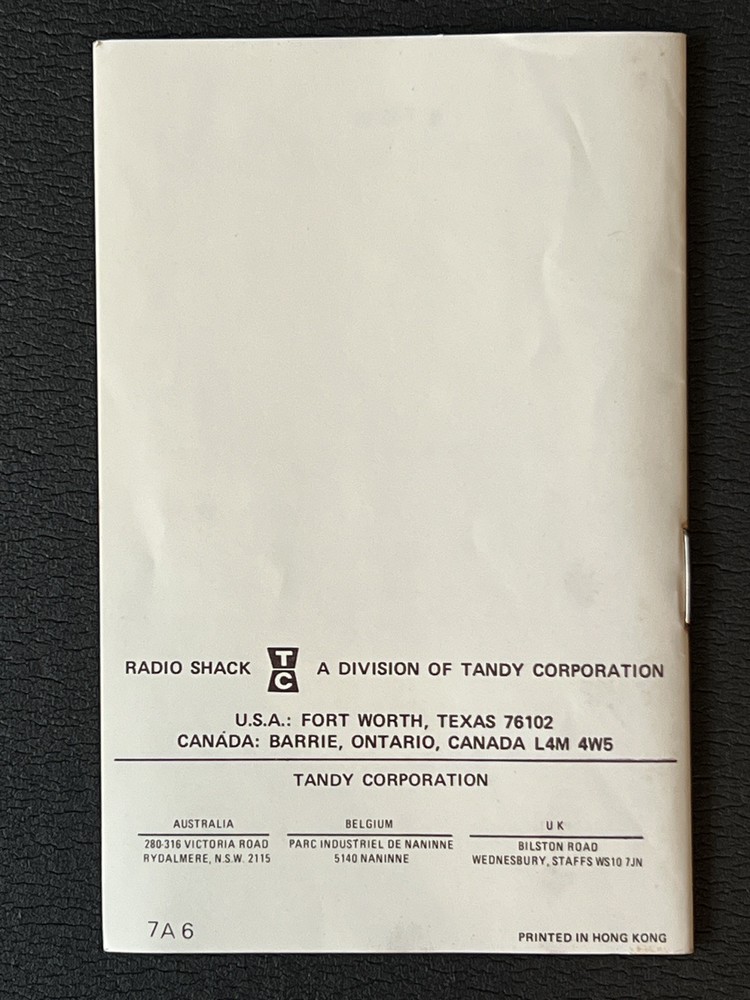 RADIO SHACK TC A DIVISION OF TANDY CORPORATION
U.S.A.: FORT WORTH, TEXAS 76102
CANADA: BARRIE, ONTARIO, CANADA L4M 4W5
TANDY CORPORATION
AUSTRALIA
280-316 VICTORIA ROAD
RYDALMERE, N.S.W. 2115
BELGIUM
PARC INDUSTRIEL DE NANINNE
5140 NANINNE
U K
BILSTON ROAD
WEDNESBURY, STAFFS WS10 7JN
7A6
PRINTED IN HONG KONG